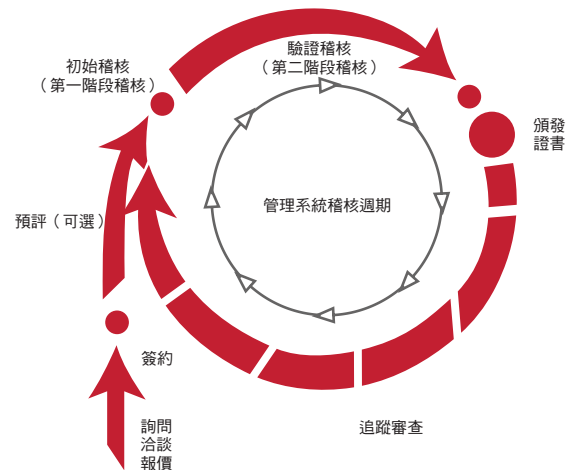 驗證稽核
（第二階段稽核）
初始稽核
（第一階段稽核）
頒發
證書
管理系統稽核週期
預評（可選）
簽約
詢問
洽談
報價
追蹤審查